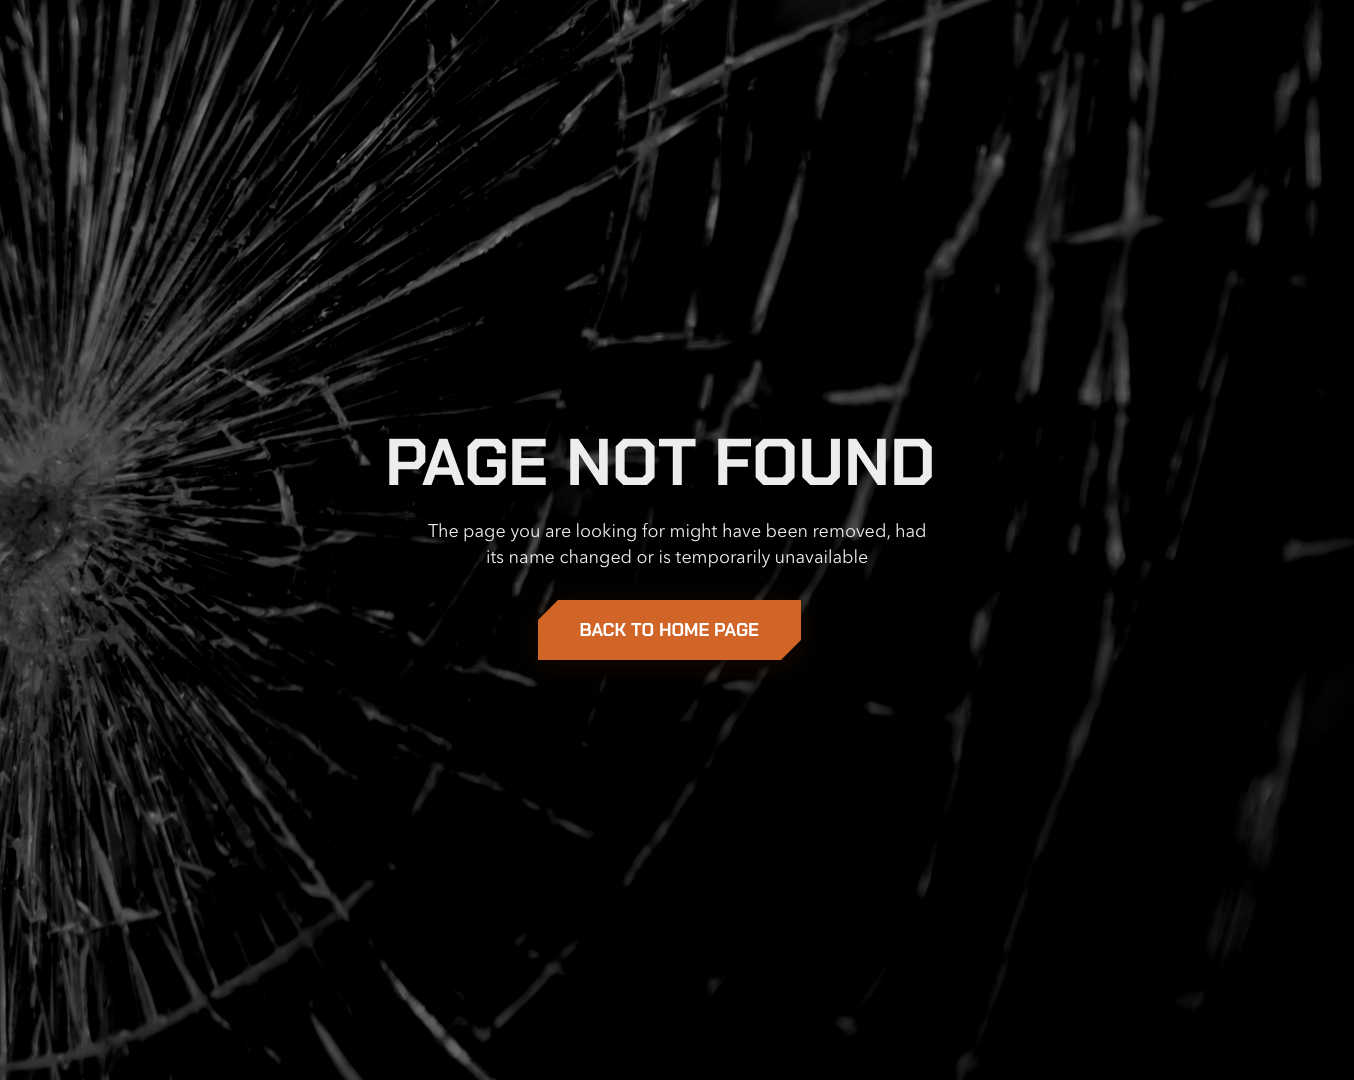 PAGE NOT FOUND
The page you are looking for might have been removed, had
its name changed or is temporarily unavailable
BACK TO HOME PAGE